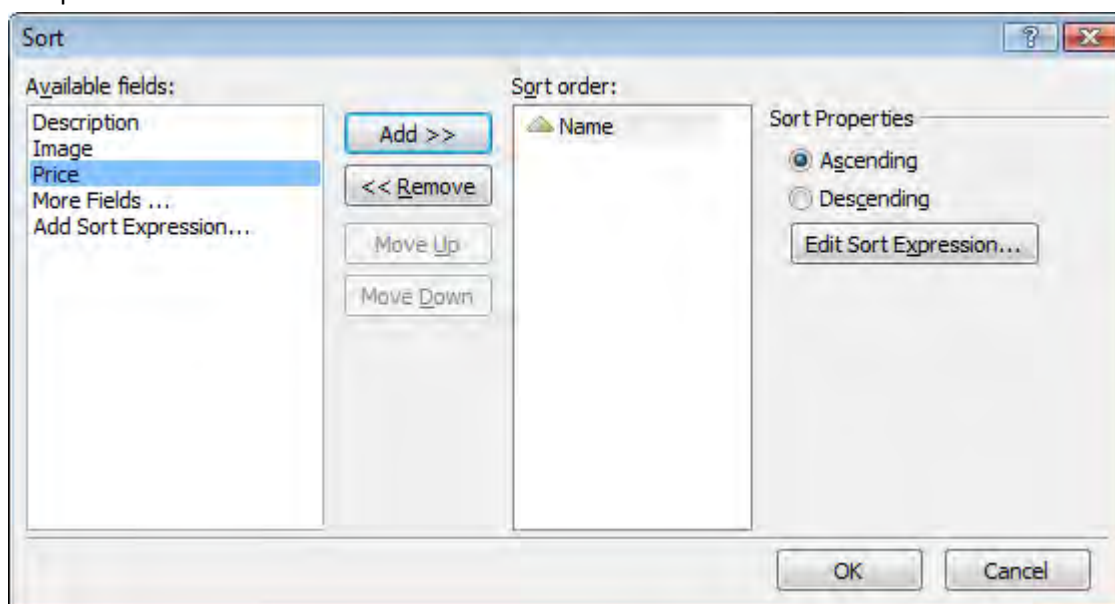 Sort
Available fields:
Description
Image
Price
More Fields ...
Add Sort Expression...
Add >>
<< Remove
Move Up
Move Down
Sort order:
Name
Sort Properties
Ascending
Descending
Edit Sort Expression...
OK
Cancel